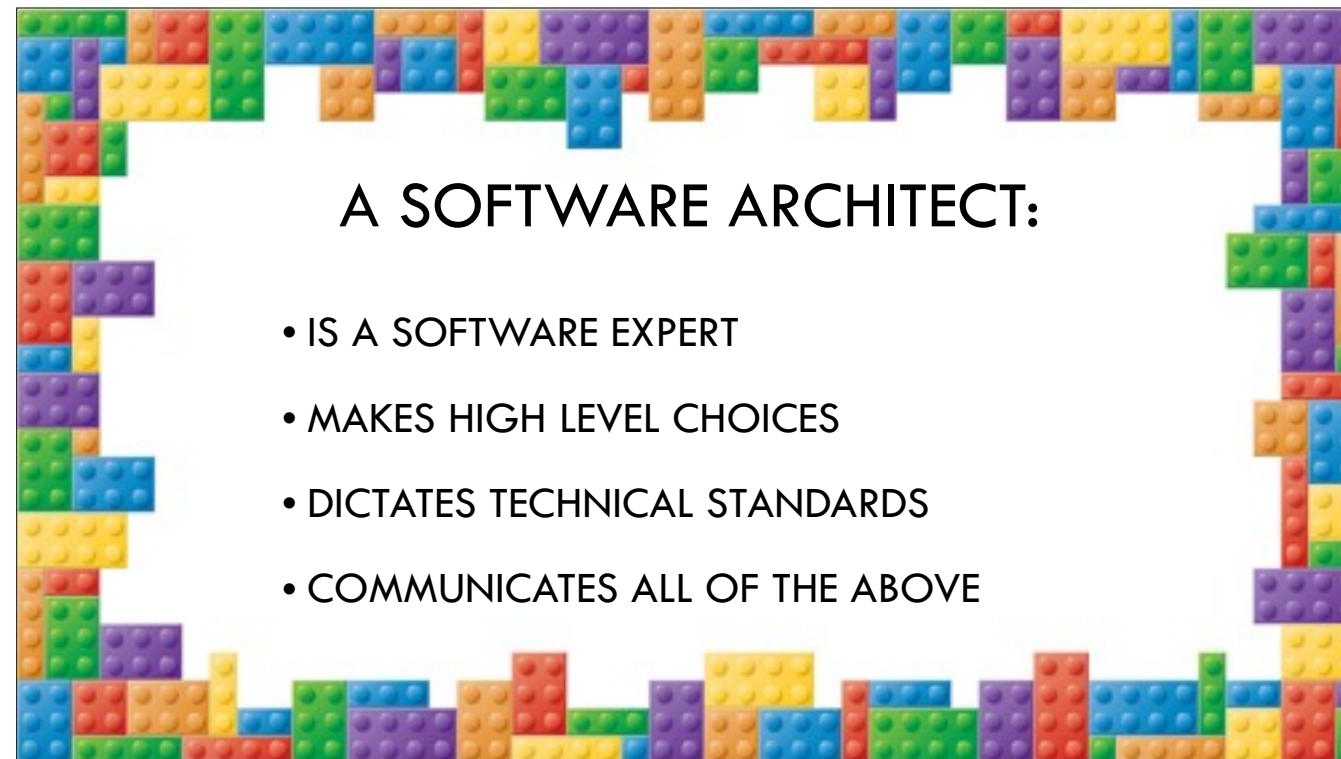 A SOFTWARE ARCHITECT:
• IS A SOFTWARE EXPERT
• MAKES HIGH LEVEL CHOICES
• DICTATES TECHNICAL STANDARDS
• COMMUNICATES ALL OF THE ABOVE